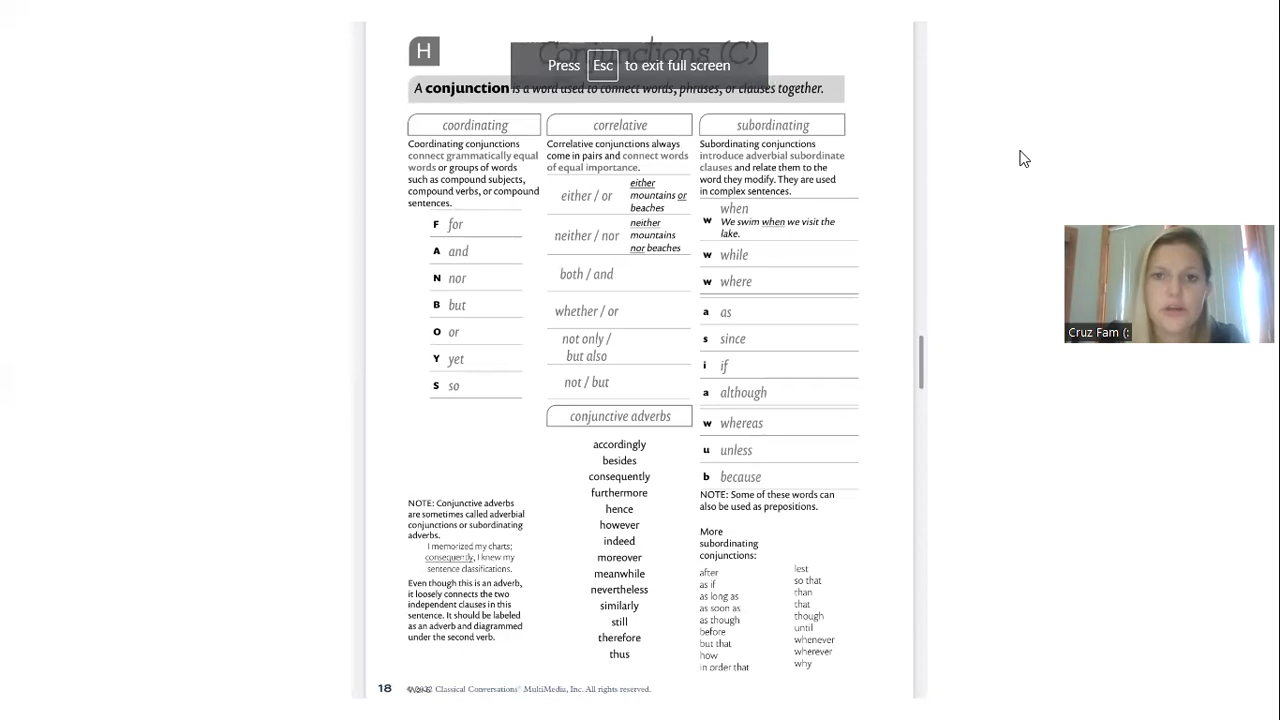 H
Conjunctions (C)
Press Esc to exit full screen
A conjunction is a word used to connect words, phrases, or clauses together.
coordinating
Coordinating conjunctions
connect grammatically equal
words or groups of words
such as compound subjects,
compound verbs, or compound
sentences.
F for
A and
N nor
B but
O or
Y yet
S so
NOTE: Conjunctive adverbs
are sometimes called adverbial
conjunctions or subordinating
adverbs.
I memorized my charts;
consequently, I knew my
sentence classifications.
Even though this is an adverb,
it loosely connects the two
independent clauses in this
sentence. It should be labeled
as an adverb and diagrammed
under the second verb.
correlative
Correlative conjunctions always
come in pairs and connect words
of equal importance.
either / or
either
mountains or
beaches
neither / nor
neither
mountains
nor beaches
both / and
whether / or
not only /
but also
not / but
conjunctive adverbs
accordingly
besides
consequently
furthermore
hence
however
indeed
moreover
meanwhile
nevertheless
similarly
still
therefore
thus
subordinating
Subordinating conjunctions
introduce adverbial subordinate
clauses and relate them to the
word they modify. They are used
in complex sentences.
w when
We swim when we visit the
lake.
w while
w where
a as
s since
i if
a although
w whereas
u unless
b because
NOTE: Some of these words can
also be used as prepositions.
More
subordinating
conjunctions:
after
as if
as long as
as soon as
as though
before
but that
how
in order that
lest
so that
than
that
though
until
whenever
wherever
why
18
Classical Conversations® MultiMedia, Inc. All rights reserved.
Cruz Fam (